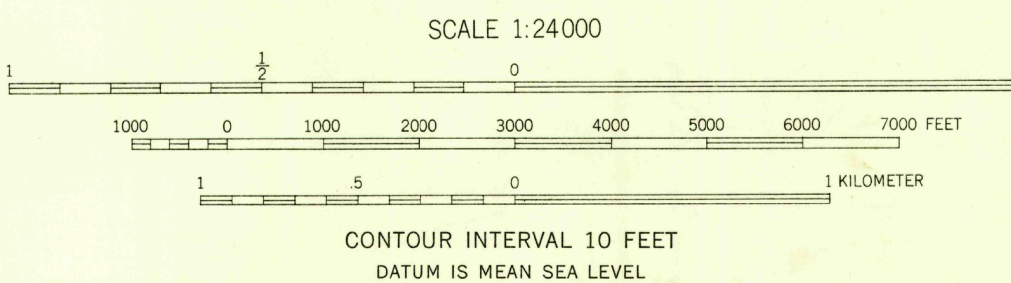 SCALE 1:24000
1 1/2 0
1000 0 1000 2000 3000 4000 5000 6000 7000 FEET
1 .5 0 1 KILOMETER
CONTOUR INTERVAL 10 FEET
DATUM IS MEAN SEA LEVEL